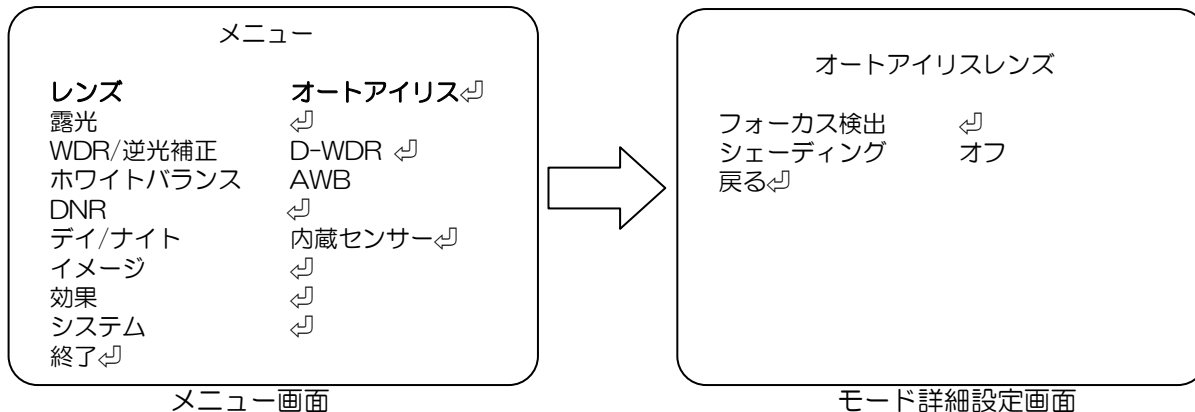 メニュー
レンズ オートアイリス⏎
露光 ⏎
WDR/逆光補正 D-WDR ⏎
ホワイトバランス AWB
DNR ⏎
デイ/ナイト 内蔵センサー⏎
イメージ ⏎
効果 ⏎
システム ⏎
終了⏎
メニュー画面
オートアイリスレンズ
フォーカス検出 ⏎
シェーディング オフ
戻る⏎
モード詳細設定画面